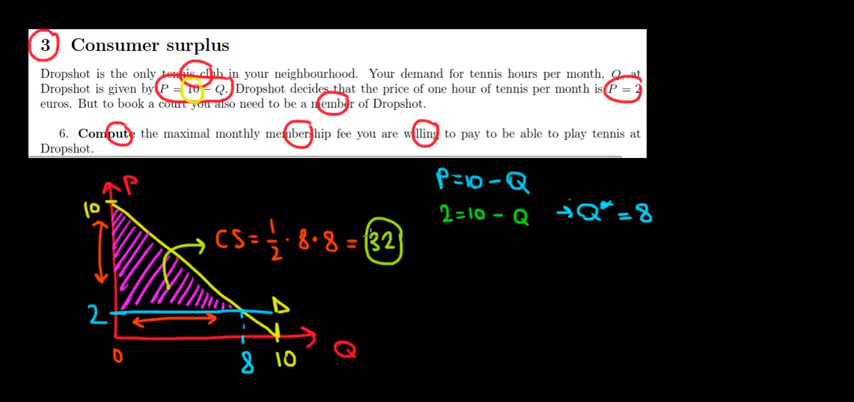 3 Consumer surplus
Dropshot is the only tennis club in your neighbourhood. Your demand for tennis hours per month, Q, at
Dropshot is given by P = 10 − Q. Dropshot decides that the price of one hour of tennis per month is P = 2
euros. But to book a court you also need to be a member of Dropshot.
6. Compute the maximal monthly membership fee you are willing to pay to be able to play tennis at
Dropshot.
P = 10 - Q
2 = 10 - Q → Q* = 8
P
10
CS = 1/2 · 8 · 8 = 32
2
D
0
8
10
Q